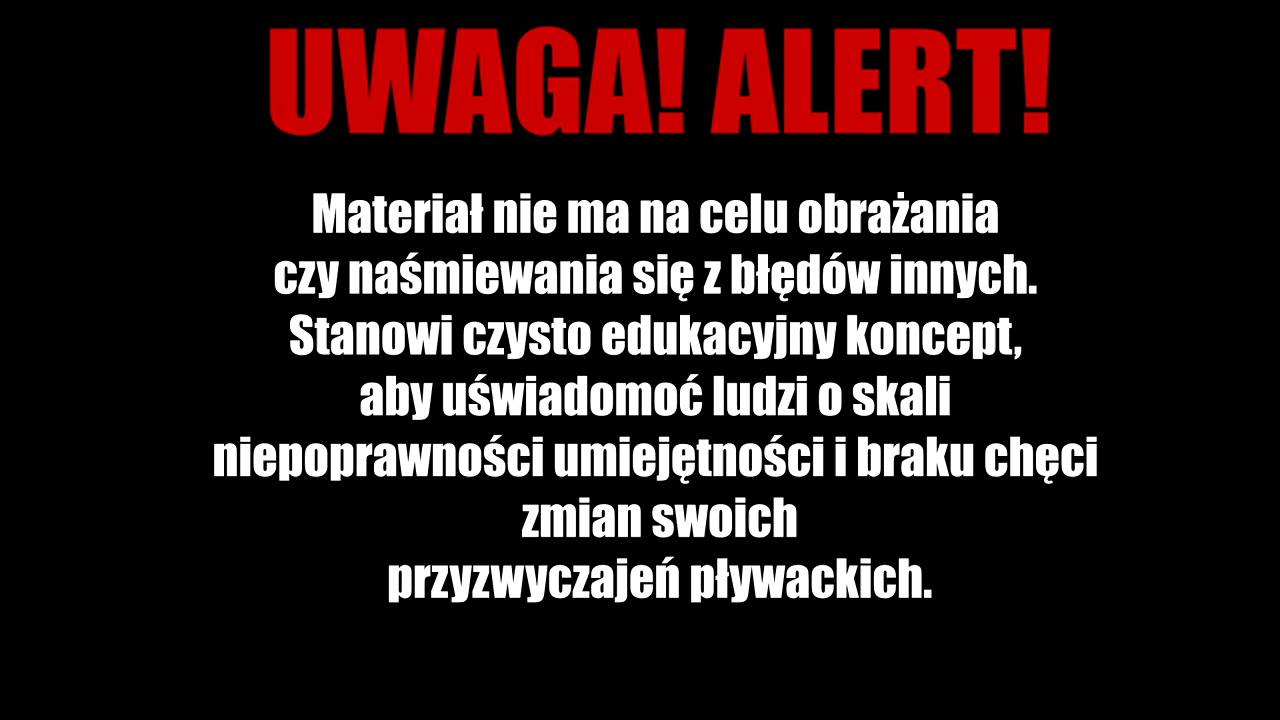 UWAGA! ALERT!
Materiał nie ma na celu obrażania
czy naśmiewania się z błędów innych.
Stanowi czysto edukacyjny koncept,
aby uświadomoć ludzi o skali
niepoprawności umiejętności i braku chęci
zmian swoich
przyzwyczajeń pływackich.